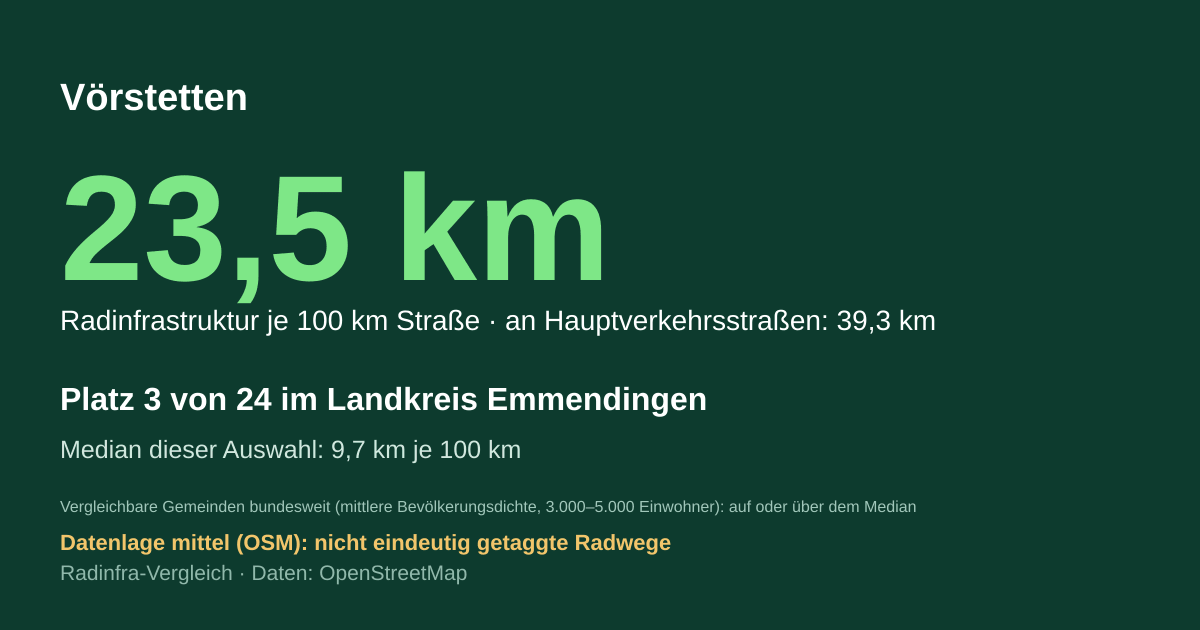 Vörstetten
23,5 km
Radinfrastruktur je 100 km Straße · an Hauptverkehrsstraßen: 39,3 km
Platz 3 von 24 im Landkreis Emmendingen
Median dieser Auswahl: 9,7 km je 100 km
Vergleichbare Gemeinden bundesweit (mittlere Bevölkerungsdichte, 3.000–5.000 Einwohner): auf oder über dem Median
Datenlage mittel (OSM): nicht eindeutig getaggte Radwege
Radinfra-Vergleich · Daten: OpenStreetMap